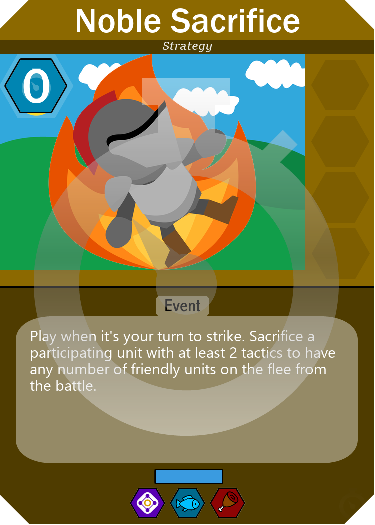 Noble Sacrifice
Strategy
0
Event
Play when it's your turn to strike. Sacrifice a
participating unit with at least 2 tactics to have
any number of friendly units on the flee from
the battle.